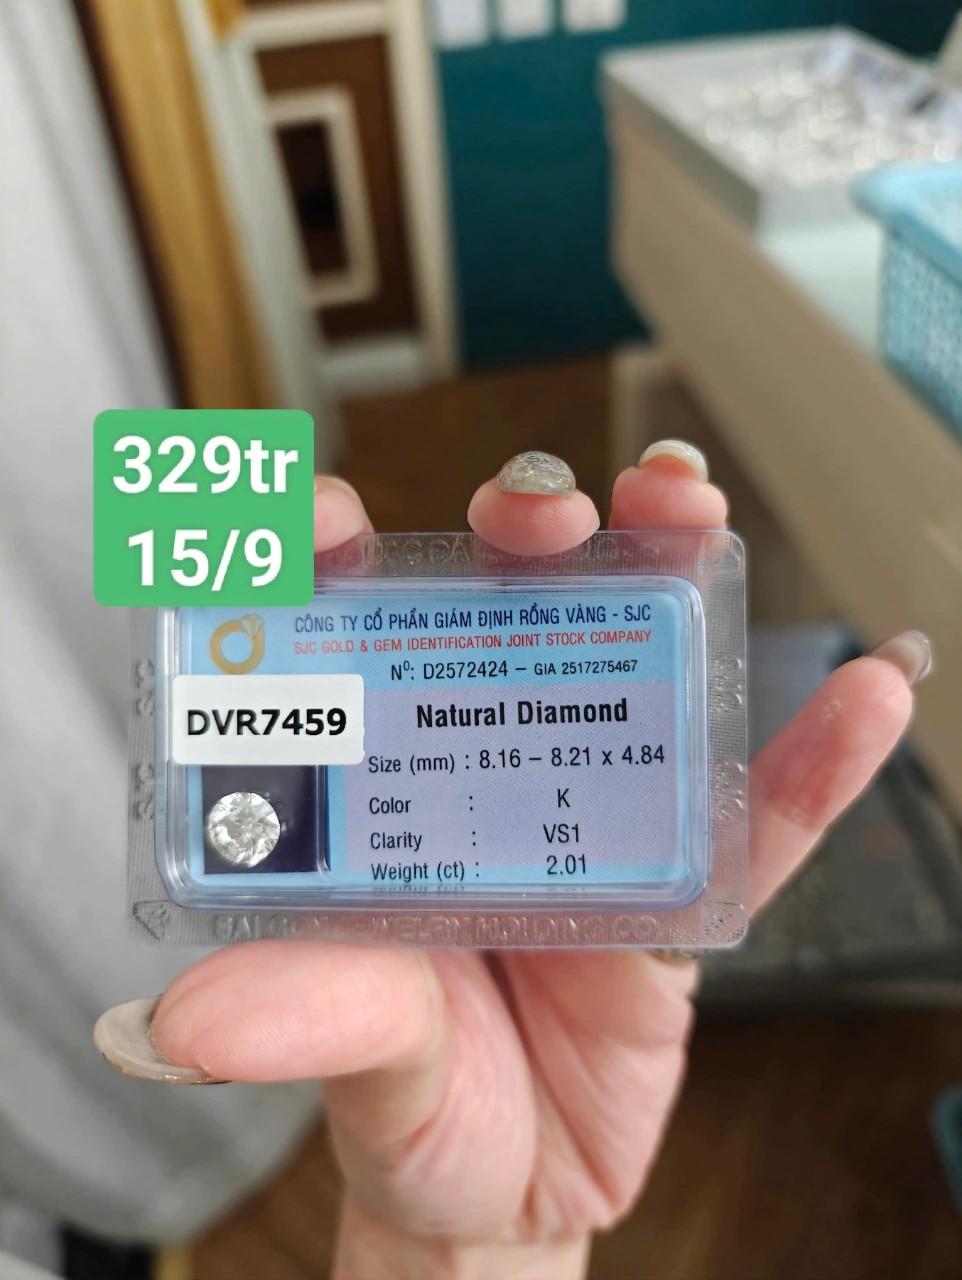 329tr
15/9
CÔNG TY CỔ PHẦN GIÁM ĐỊNH RỒNG VÀNG - SJC
SJC GOLD & GEM IDENTIFICATION JOINT STOCK COMPANY
Nº: D2572424 – GIA 2517275467
DVR7459
Natural Diamond
Size (mm) : 8.16 – 8.21 x 4.84
Color : K
Clarity : VS1
Weight (ct) : 2.01